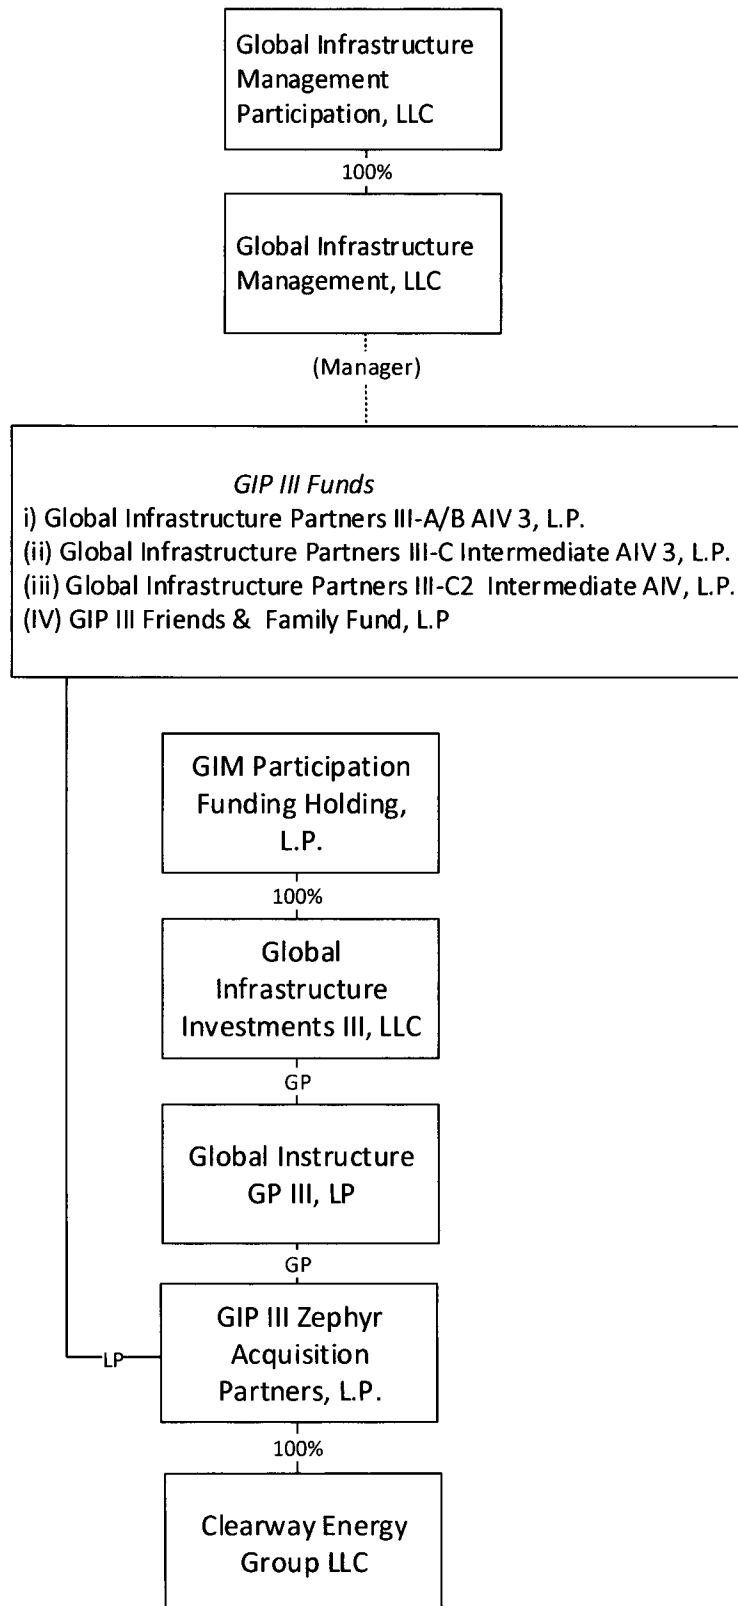 Global Infrastructure
Management
Participation, LLC
100%
Global Infrastructure
Management, LLC
(Manager)
GIP III Funds
i) Global Infrastructure Partners III-A/B AIV 3, L.P.
(ii) Global Infrastructure Partners III-C Intermediate AIV 3, L.P.
(iii) Global Infrastructure Partners III-C2 Intermediate AIV, L.P.
(IV) GIP III Friends & Family Fund, L.P
GIM Participation
Funding Holding,
L.P.
100%
Global
Infrastructure
Investments III, LLC
GP
Global Instructure
GP III, LP
GP
GIP III Zephyr
Acquisition
Partners, L.P.
LP
100%
Clearway Energy
Group LLC